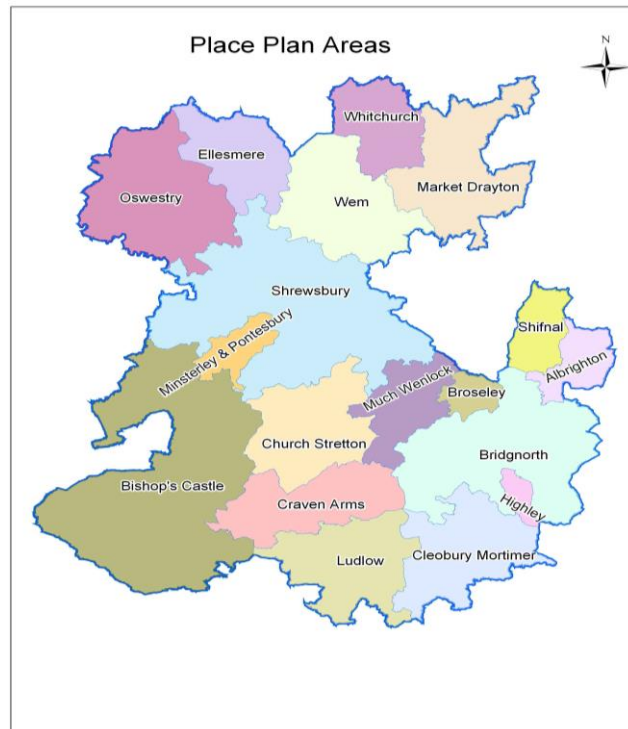 Place Plan Areas
N
Whitchurch
Ellesmere
Market Drayton
Oswestry
Wem
Shrewsbury
Shifnal
Minsterley & Pontesbury
Albrighton
Much Wenlock
Broseley
Church Stretton
Bridgnorth
Bishop's Castle
Craven Arms
Highley
Ludlow
Cleobury Mortimer